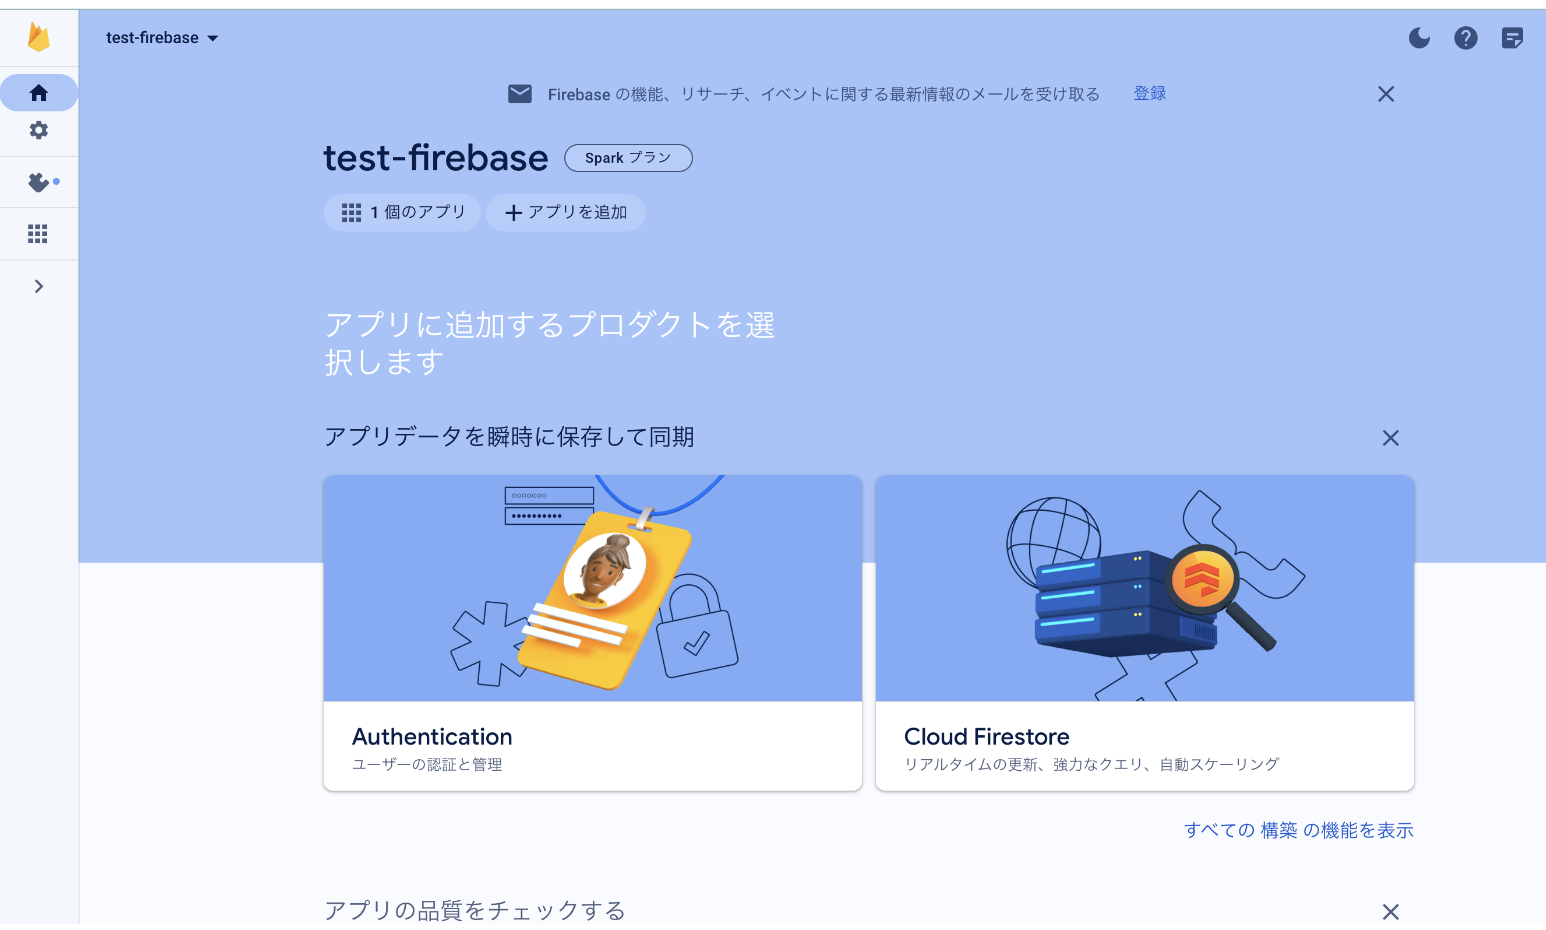 test-firebase
Firebase の機能、リサーチ、イベントに関する最新情報のメールを受け取る 登録
test-firebase Spark プラン
1 個のアプリ
アプリを追加
アプリに追加するプロダクトを選
択します
アプリデータを瞬時に保存して同期
Authentication
ユーザーの認証と管理
Cloud Firestore
リアルタイムの更新、強力なクエリ、自動スケーリング
すべての 構築 の機能を表示
アプリの品質をチェックする